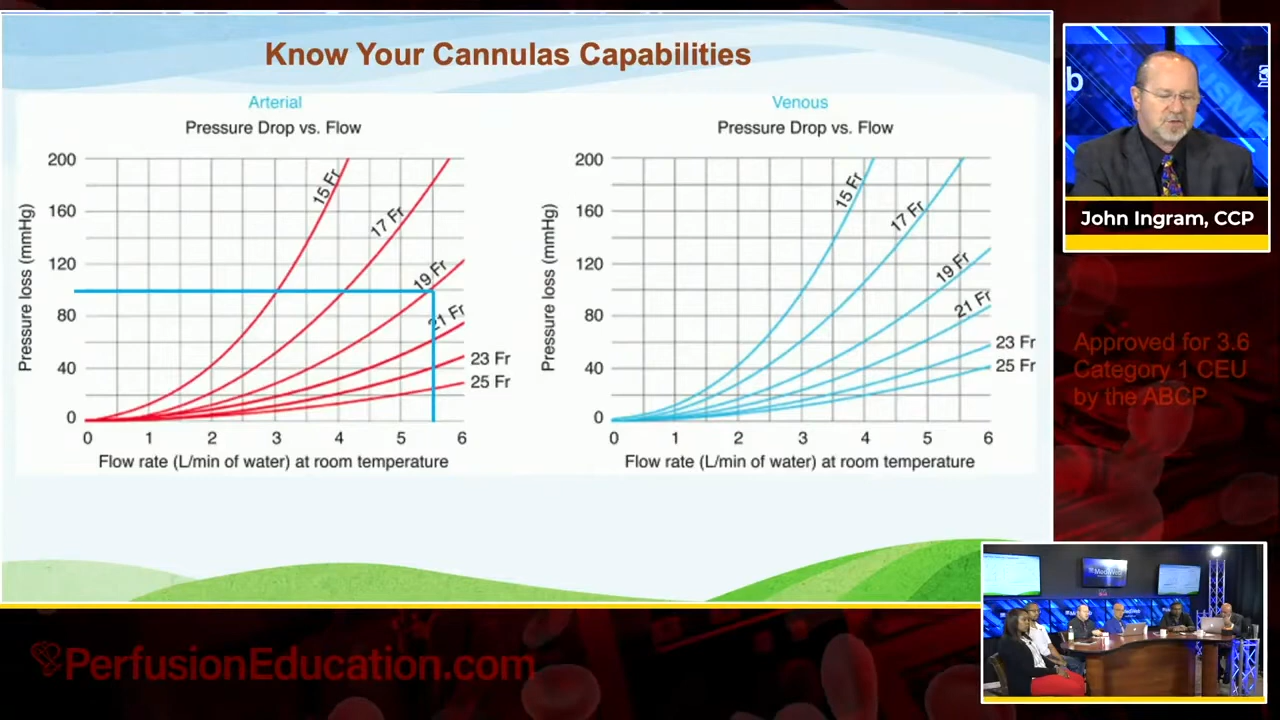 Know Your Cannulas Capabilities
Arterial
Pressure Drop vs. Flow
Pressure loss (mmHg)
200
160
120
80
40
0
15 Fr
17 Fr
19 Fr
21 Fr
23 Fr
25 Fr
0 1 2 3 4 5 6
Flow rate (L/min of water) at room temperature
Venous
Pressure Drop vs. Flow
Pressure loss (mmHg)
200
160
120
80
40
0
15 Fr
17 Fr
19 Fr
21 Fr
23 Fr
25 Fr
0 1 2 3 4 5 6
Flow rate (L/min of water) at room temperature
b
John Ingram, CCP
Approved for 3.6
Category 1 CEU
by the ABCP
PerfusionEducation.com